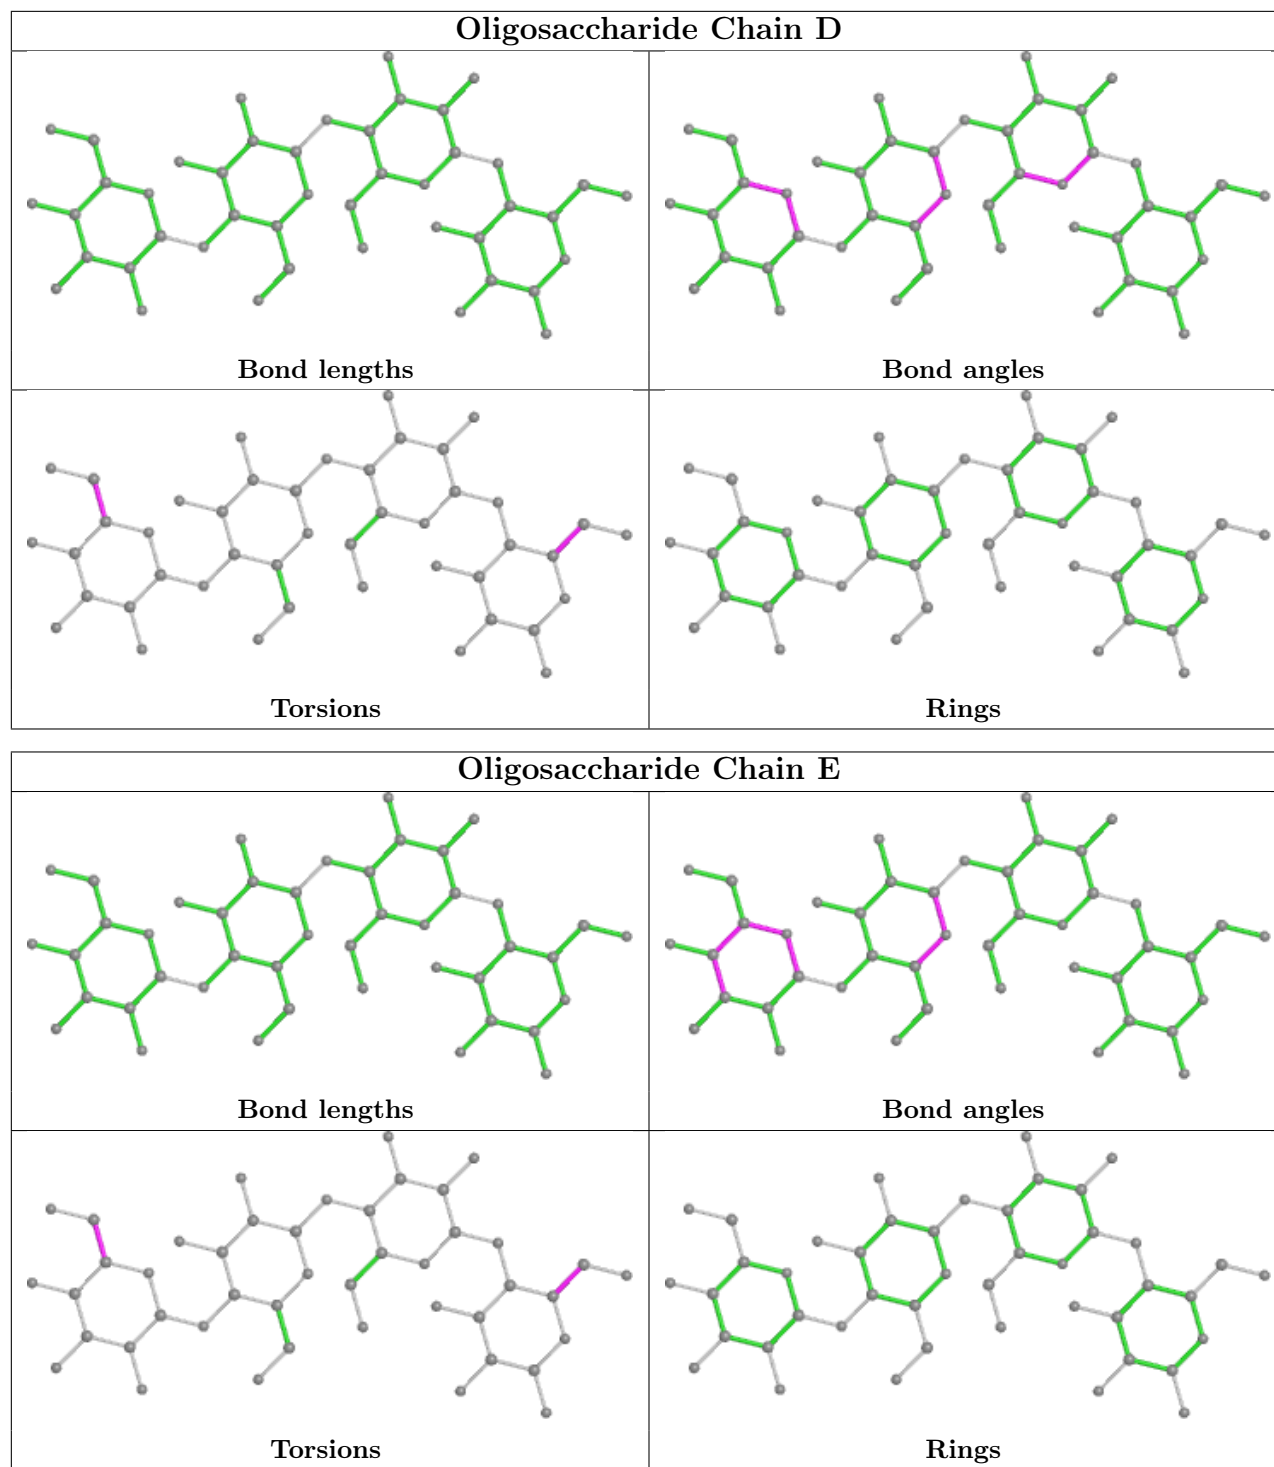 Oligosaccharide Chain D
Bond lengths
Bond angles
Torsions
Rings
Oligosaccharide Chain E
Bond lengths
Bond angles
Torsions
Rings